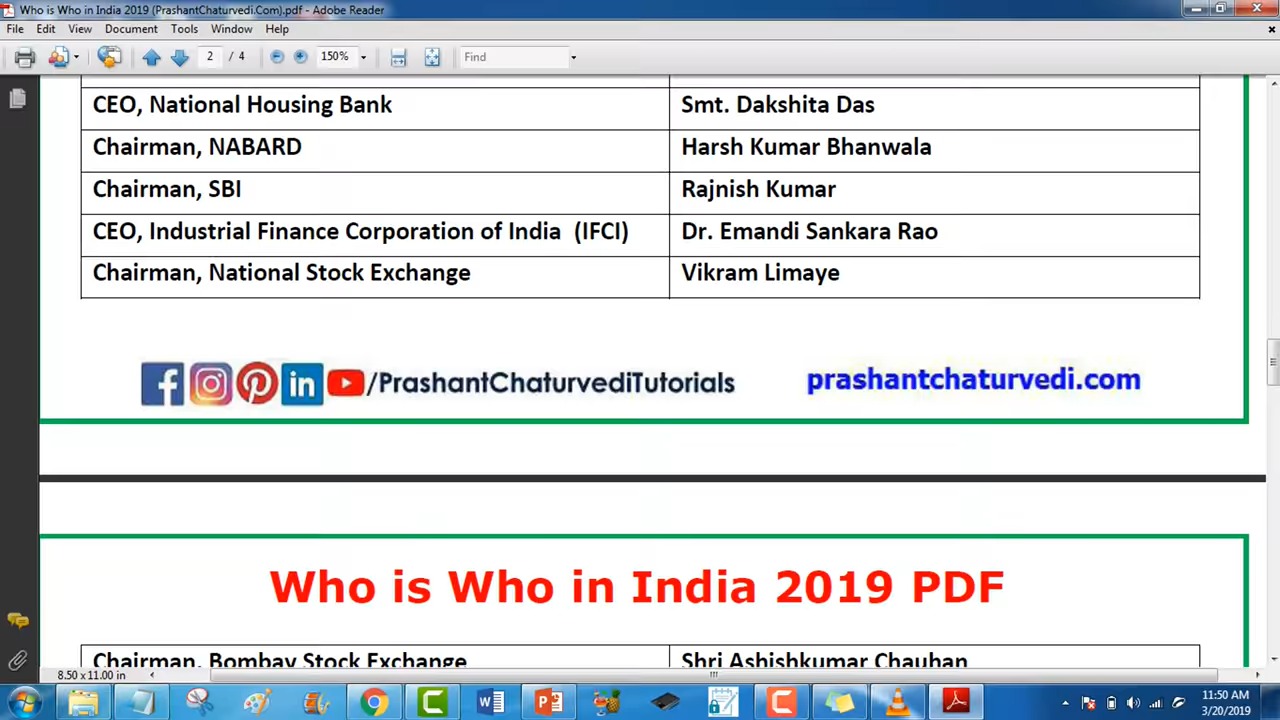 Who is Who in India 2019 (PrashantChaturvedi.Com).pdf - Adobe Reader
File Edit View Document Tools Window Help
2 / 4 150% Find
CEO, National Housing Bank Smt. Dakshita Das
Chairman, NABARD Harsh Kumar Bhanwala
Chairman, SBI Rajnish Kumar
CEO, Industrial Finance Corporation of India (IFCI) Dr. Emandi Sankara Rao
Chairman, National Stock Exchange Vikram Limaye
/PrashantChaturvediTutorials prashantchaturvedi.com
Who is Who in India 2019 PDF
Chairman, Bombay Stock Exchange Shri Ashishkumar Chauhan
8.50 x 11.00 in
11:50 AM
3/20/2019